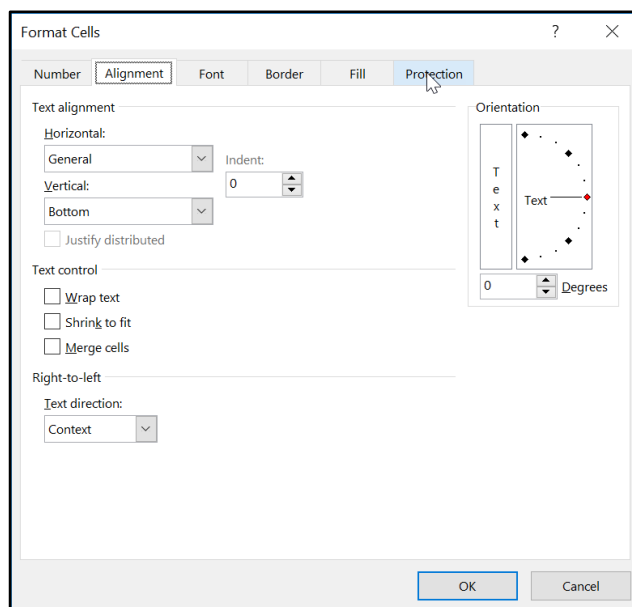 Format Cells ?
Number Alignment Font Border Fill Protection
Text alignment
Horizontal:
General
Indent:
0
Vertical:
Bottom
Justify distributed
Text control
Wrap text
Shrink to fit
Merge cells
Right-to-left
Text direction:
Context
Orientation
Text
Text
0 Degrees
OK Cancel